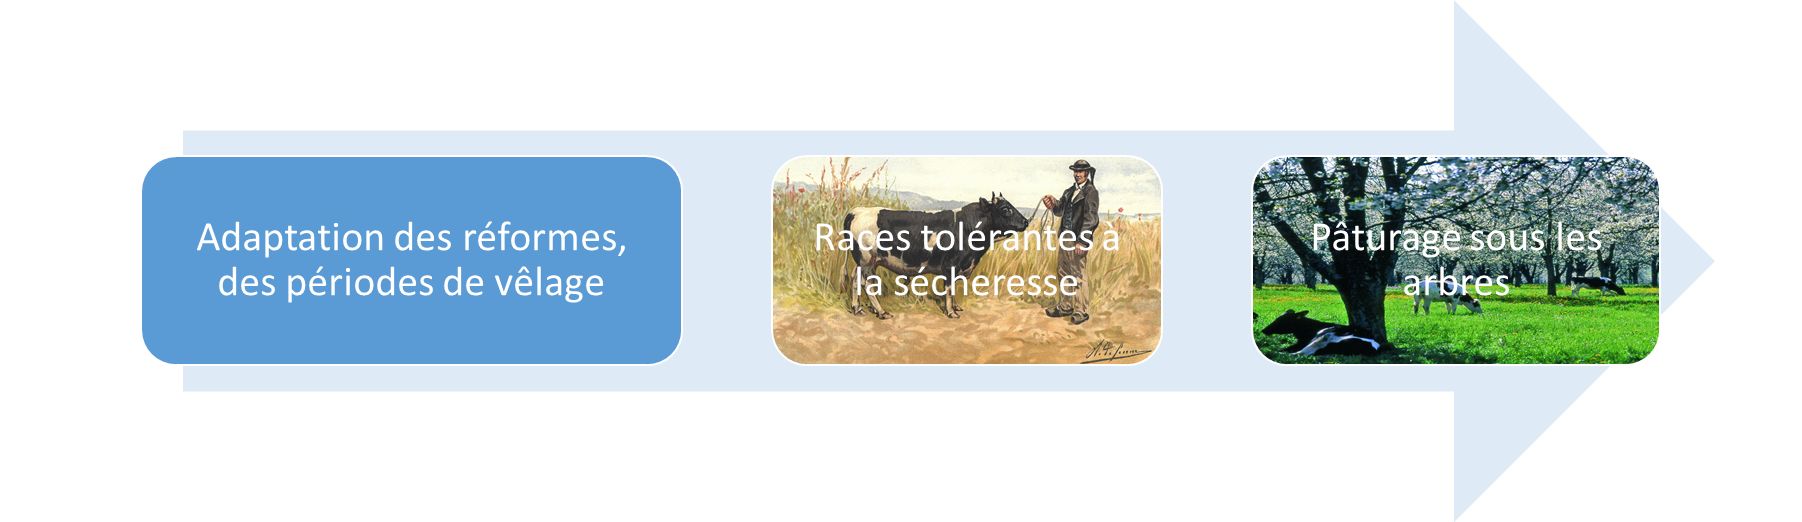 Adaptation des réformes,
des périodes de vêlage
Races tolérantes à
la sécheresse
Pâturage sous les
arbres